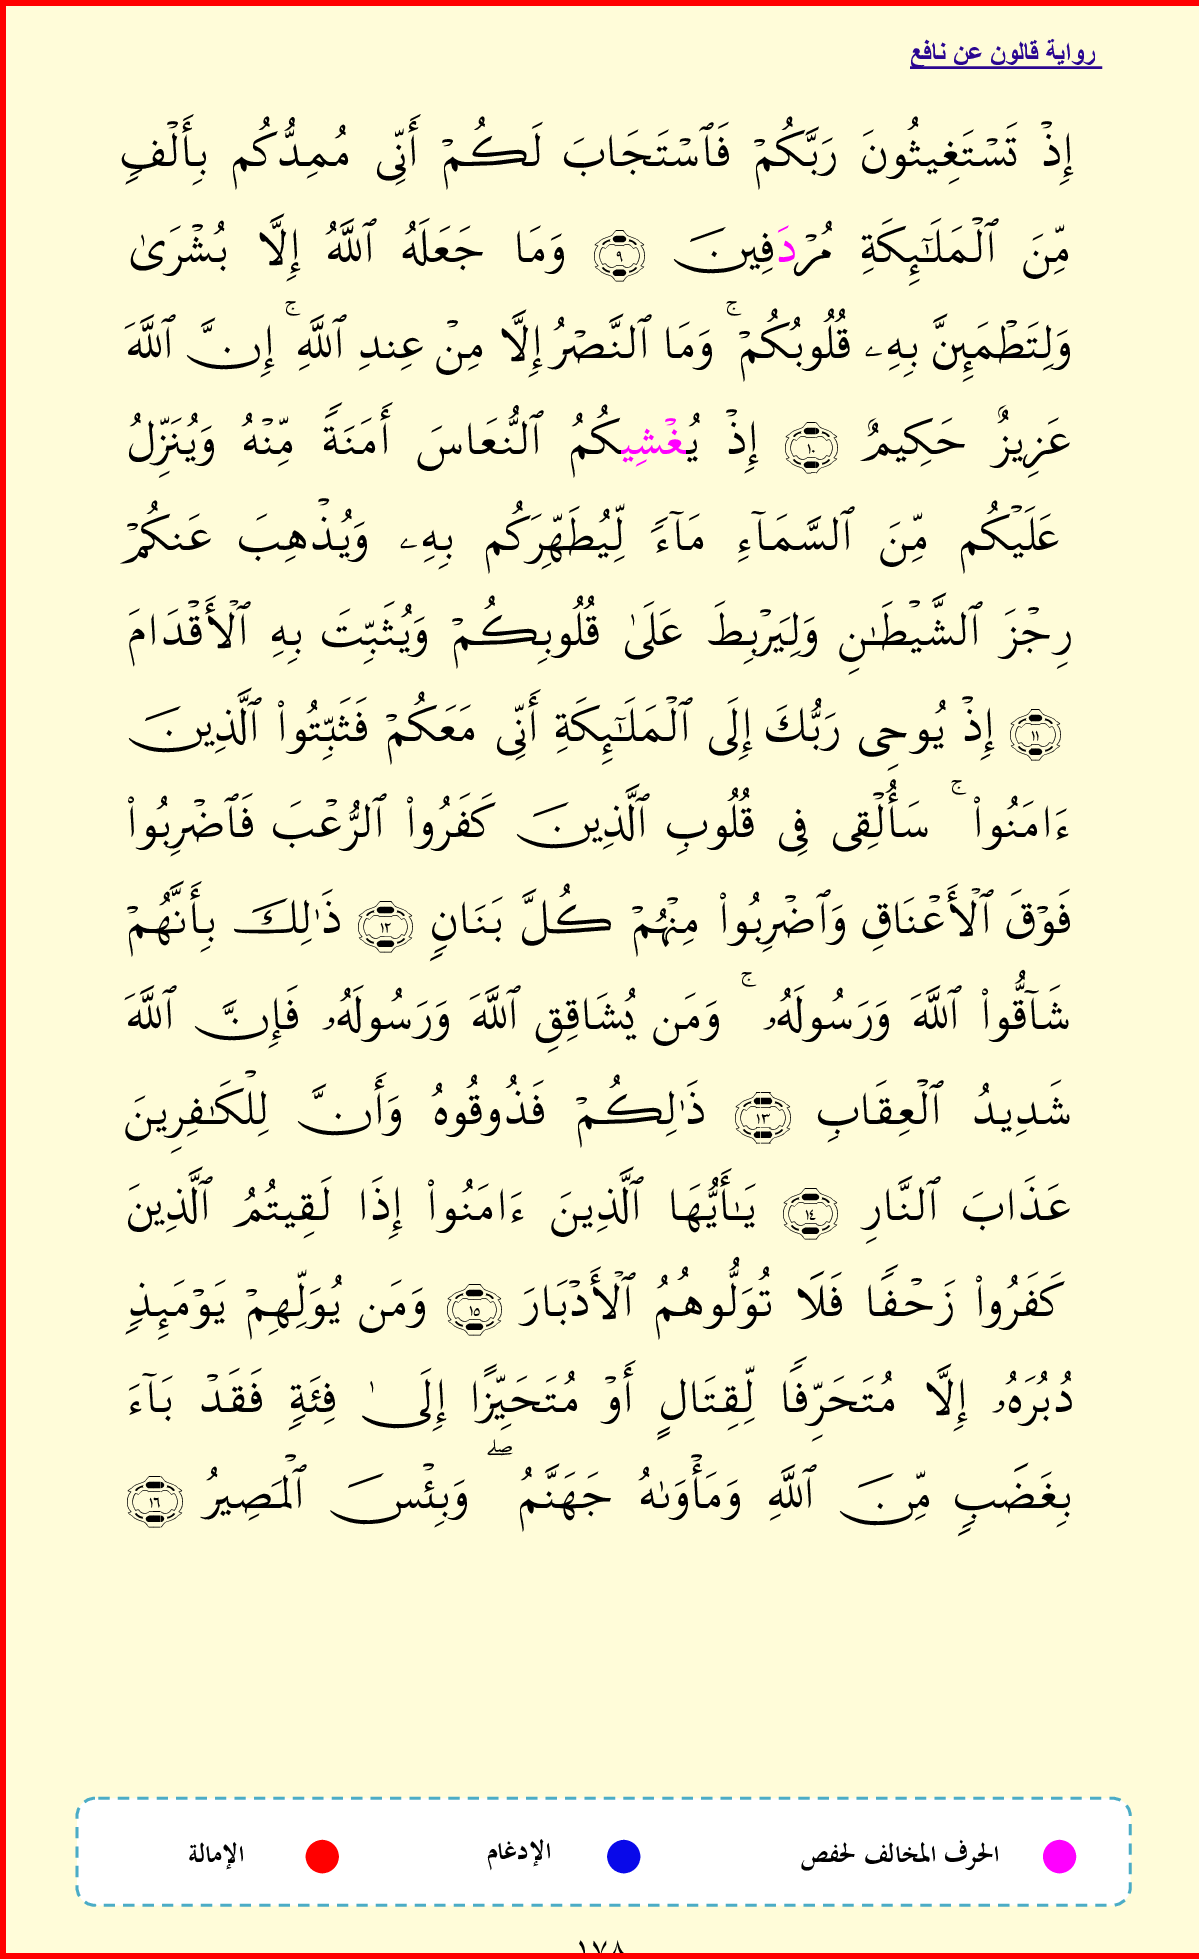 رواية قالون عن نافع
إِذۡ تَسۡتَغِيثُونَ رَبَّكُمۡ فَٱسۡتَجَابَ لَكُمۡ أَنِّى مُمِدُّكُم بِأَلۡفٖ
مِّنَ ٱلۡمَلَٰٓئِكَةِ مُرۡدَفِينَ ۝٩ وَمَا جَعَلَهُ ٱللَّهُ إِلَّا بُشۡرَىٰ
وَلِتَطۡمَئِنَّ بِهِۦ قُلُوبُكُمۡۚ وَمَا ٱلنَّصۡرُ إِلَّا مِنۡ عِندِ ٱللَّهِۚ إِنَّ ٱللَّهَ
عَزِيزٌ حَكِيمٌ ۝١٠ إِذۡ يُغۡشِيكُمُ ٱلنُّعَاسَ أَمَنَةٗ مِّنۡهُ وَيُنَزِّلُ
عَلَيۡكُم مِّنَ ٱلسَّمَآءِ مَآءٗ لِّيُطَهِّرَكُم بِهِۦ وَيُذۡهِبَ عَنكُمۡ
رِجۡزَ ٱلشَّيۡطَٰنِ وَلِيَرۡبِطَ عَلَىٰ قُلُوبِكُمۡ وَيُثَبِّتَ بِهِ ٱلۡأَقۡدَامَ
۝١١ إِذۡ يُوحِى رَبُّكَ إِلَى ٱلۡمَلَٰٓئِكَةِ أَنِّى مَعَكُمۡ فَثَبِّتُواْ ٱلَّذِينَ
ءَامَنُواْۚ سَأُلۡقِى فِى قُلُوبِ ٱلَّذِينَ كَفَرُواْ ٱلرُّعۡبَ فَٱضۡرِبُواْ
فَوۡقَ ٱلۡأَعۡنَاقِ وَٱضۡرِبُواْ مِنۡهُمۡ كُلَّ بَنَانٖ ۝١٢ ذَٰلِكَ بِأَنَّهُمۡ
شَآقُّواْ ٱللَّهَ وَرَسُولَهُۥۚ وَمَن يُشَاقِقِ ٱللَّهَ وَرَسُولَهُۥ فَإِنَّ ٱللَّهَ
شَدِيدُ ٱلۡعِقَابِ ۝١٣ ذَٰلِكُمۡ فَذُوقُوهُ وَأَنَّ لِلۡكَٰفِرِينَ
عَذَابَ ٱلنَّارِ ۝١٤ يَٰٓأَيُّهَا ٱلَّذِينَ ءَامَنُواْ إِذَا لَقِيتُمُ ٱلَّذِينَ
كَفَرُواْ زَحۡفٗا فَلَا تُوَلُّوهُمُ ٱلۡأَدۡبَارَ ۝١٥ وَمَن يُوَلِّهِمۡ يَوۡمَئِذٖ
دُبُرَهُۥ إِلَّا مُتَحَرِّفٗا لِّقِتَالٍ أَوۡ مُتَحَيِّزًا إِلَىٰ فِئَةٖ فَقَدۡ بَآءَ
بِغَضَبٖ مِّنَ ٱللَّهِ وَمَأۡوَىٰهُ جَهَنَّمُۖ وَبِئۡسَ ٱلۡمَصِيرُ ۝١٦
الحرف المخالف لحفص الإدغام الإمالة
١٧٨